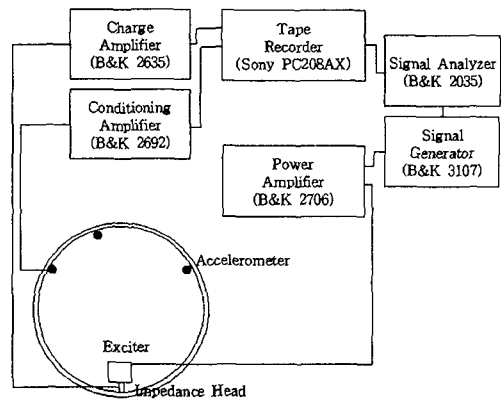 Charge
Amplifier
(B&K 2635)
Tape
Recorder
(Sony PC208AX)
Signal Analyzer
(B&K 2035)
Conditioning
Amplifier
(B&K 2692)
Signal
Generator
(B&K 3107)
Power
Amplifier
(B&K 2706)
Accelerometer
Exciter
Impedance Head